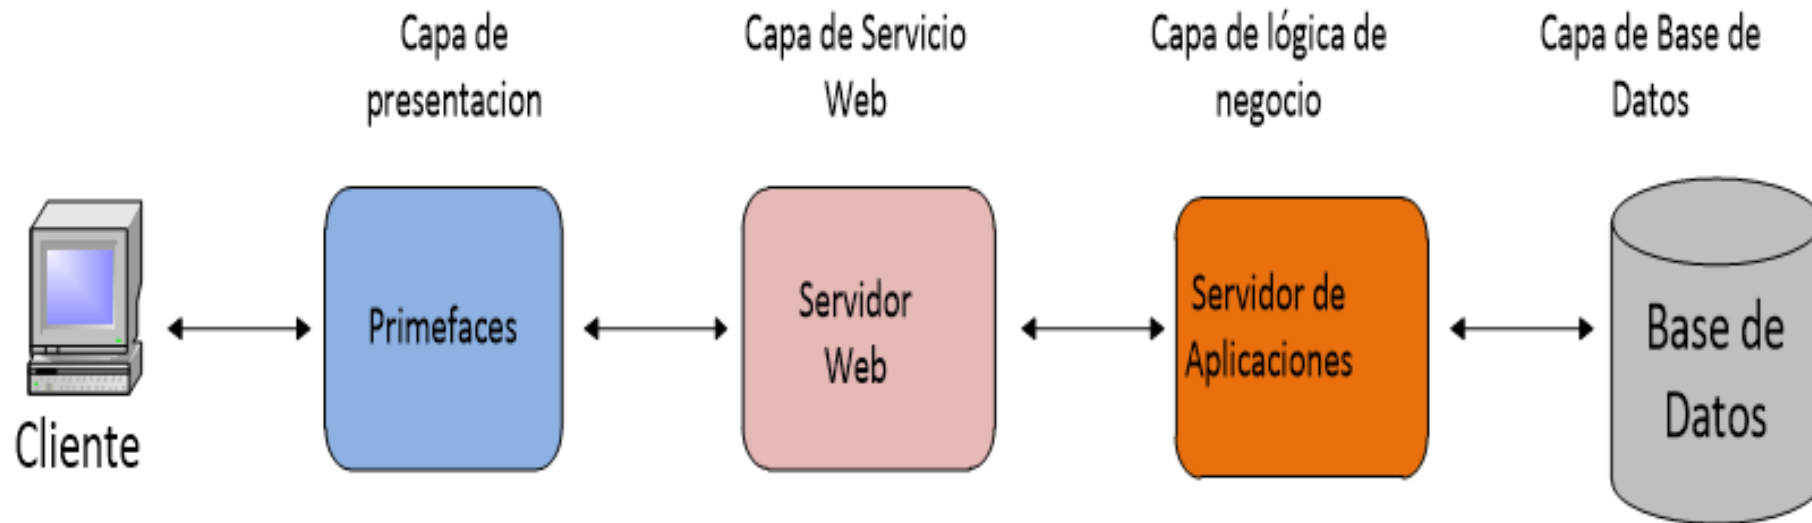 Capa de
presentacion
Capa de Servicio
Web
Capa de lógica de
negocio
Capa de Base de
Datos
Cliente
Primefaces
Servidor
Web
Servidor de
Aplicaciones
Base de
Datos